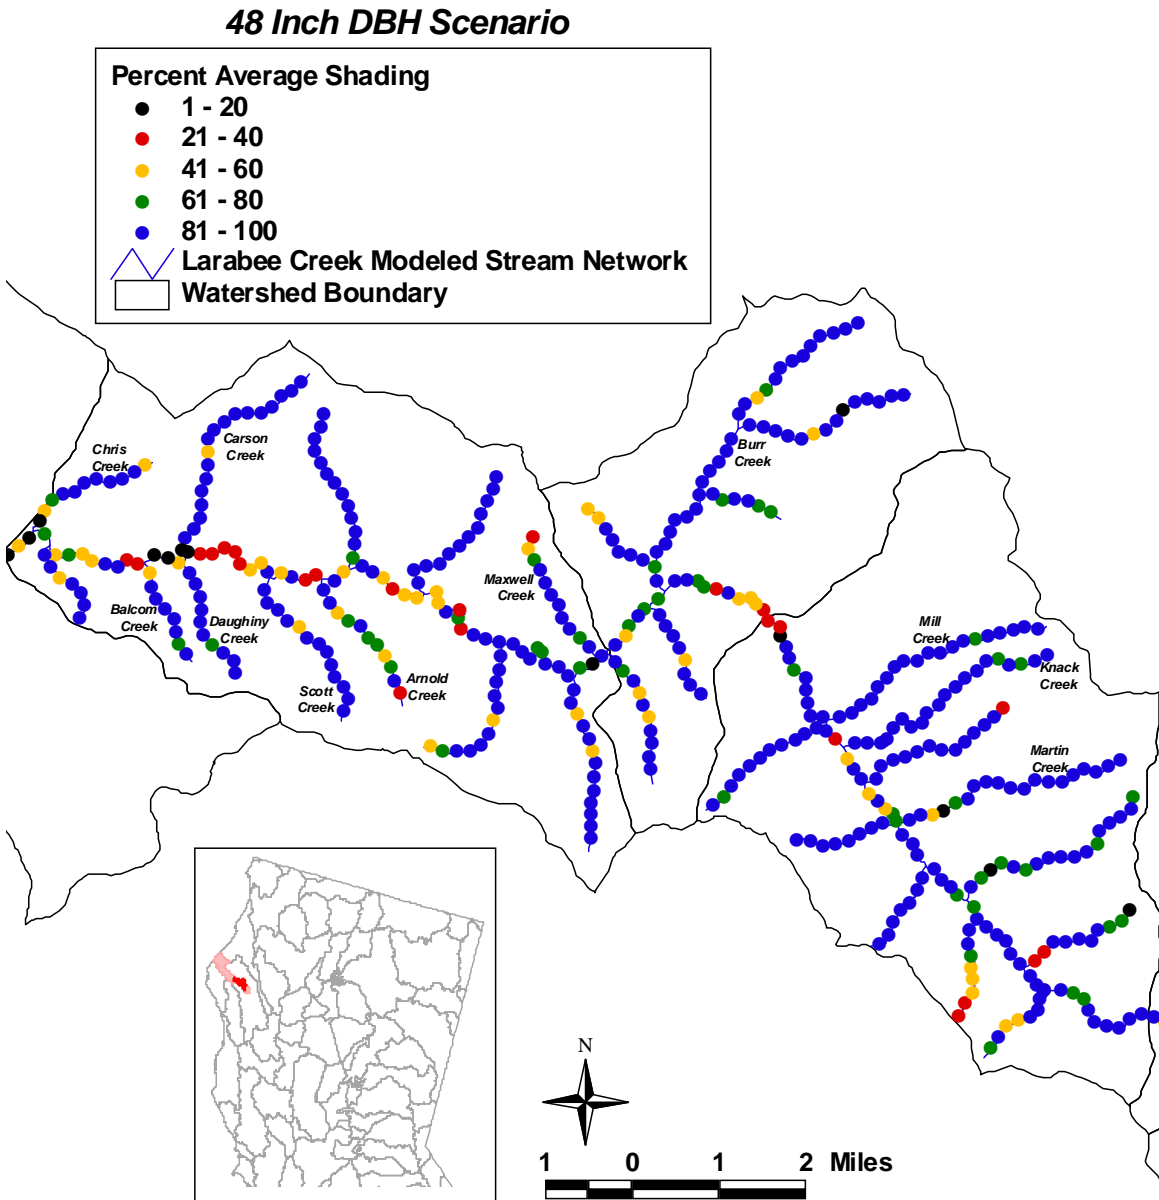 48 Inch DBH Scenario
Percent Average Shading
1 - 20
21 - 40
41 - 60
61 - 80
81 - 100
Larabee Creek Modeled Stream Network
Watershed Boundary
Chris
Creek
Carson
Creek
Burr
Creek
Maxwell
Creek
Balcom
Creek
Daughiny
Creek
Scott
Creek
Arnold
Creek
Mill
Creek
Knack
Creek
Martin
Creek
N
1 0 1 2 Miles